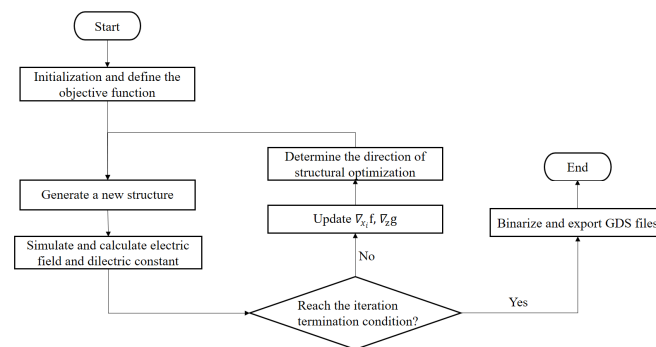 Start
Initialization and define the
objective function
Generate a new structure
Simulate and calculate electric
field and dilectric constant
Determine the direction of
structural optimization
Update ∇xᵢf, ∇zg
No
Reach the iteration
termination condition?
Yes
Binarize and export GDS files
End